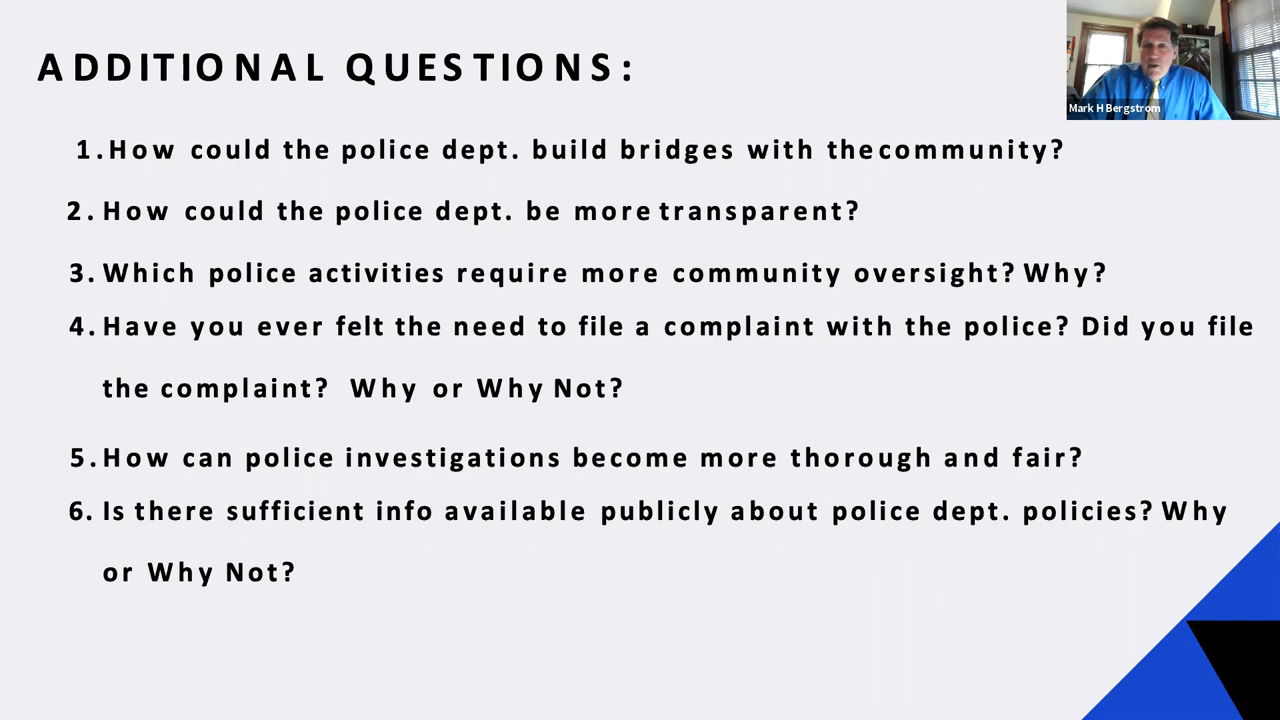 ADDITIONAL QUESTIONS:
Mark H Bergstrom
1. How could the police dept. build bridges with the community?
2. How could the police dept. be more transparent?
3. Which police activities require more community oversight? Why?
4. Have you ever felt the need to file a complaint with the police? Did you file
the complaint? Why or Why Not?
5. How can police investigations become more thorough and fair?
6. Is there sufficient info available publicly about police dept. policies? Why
or Why Not?